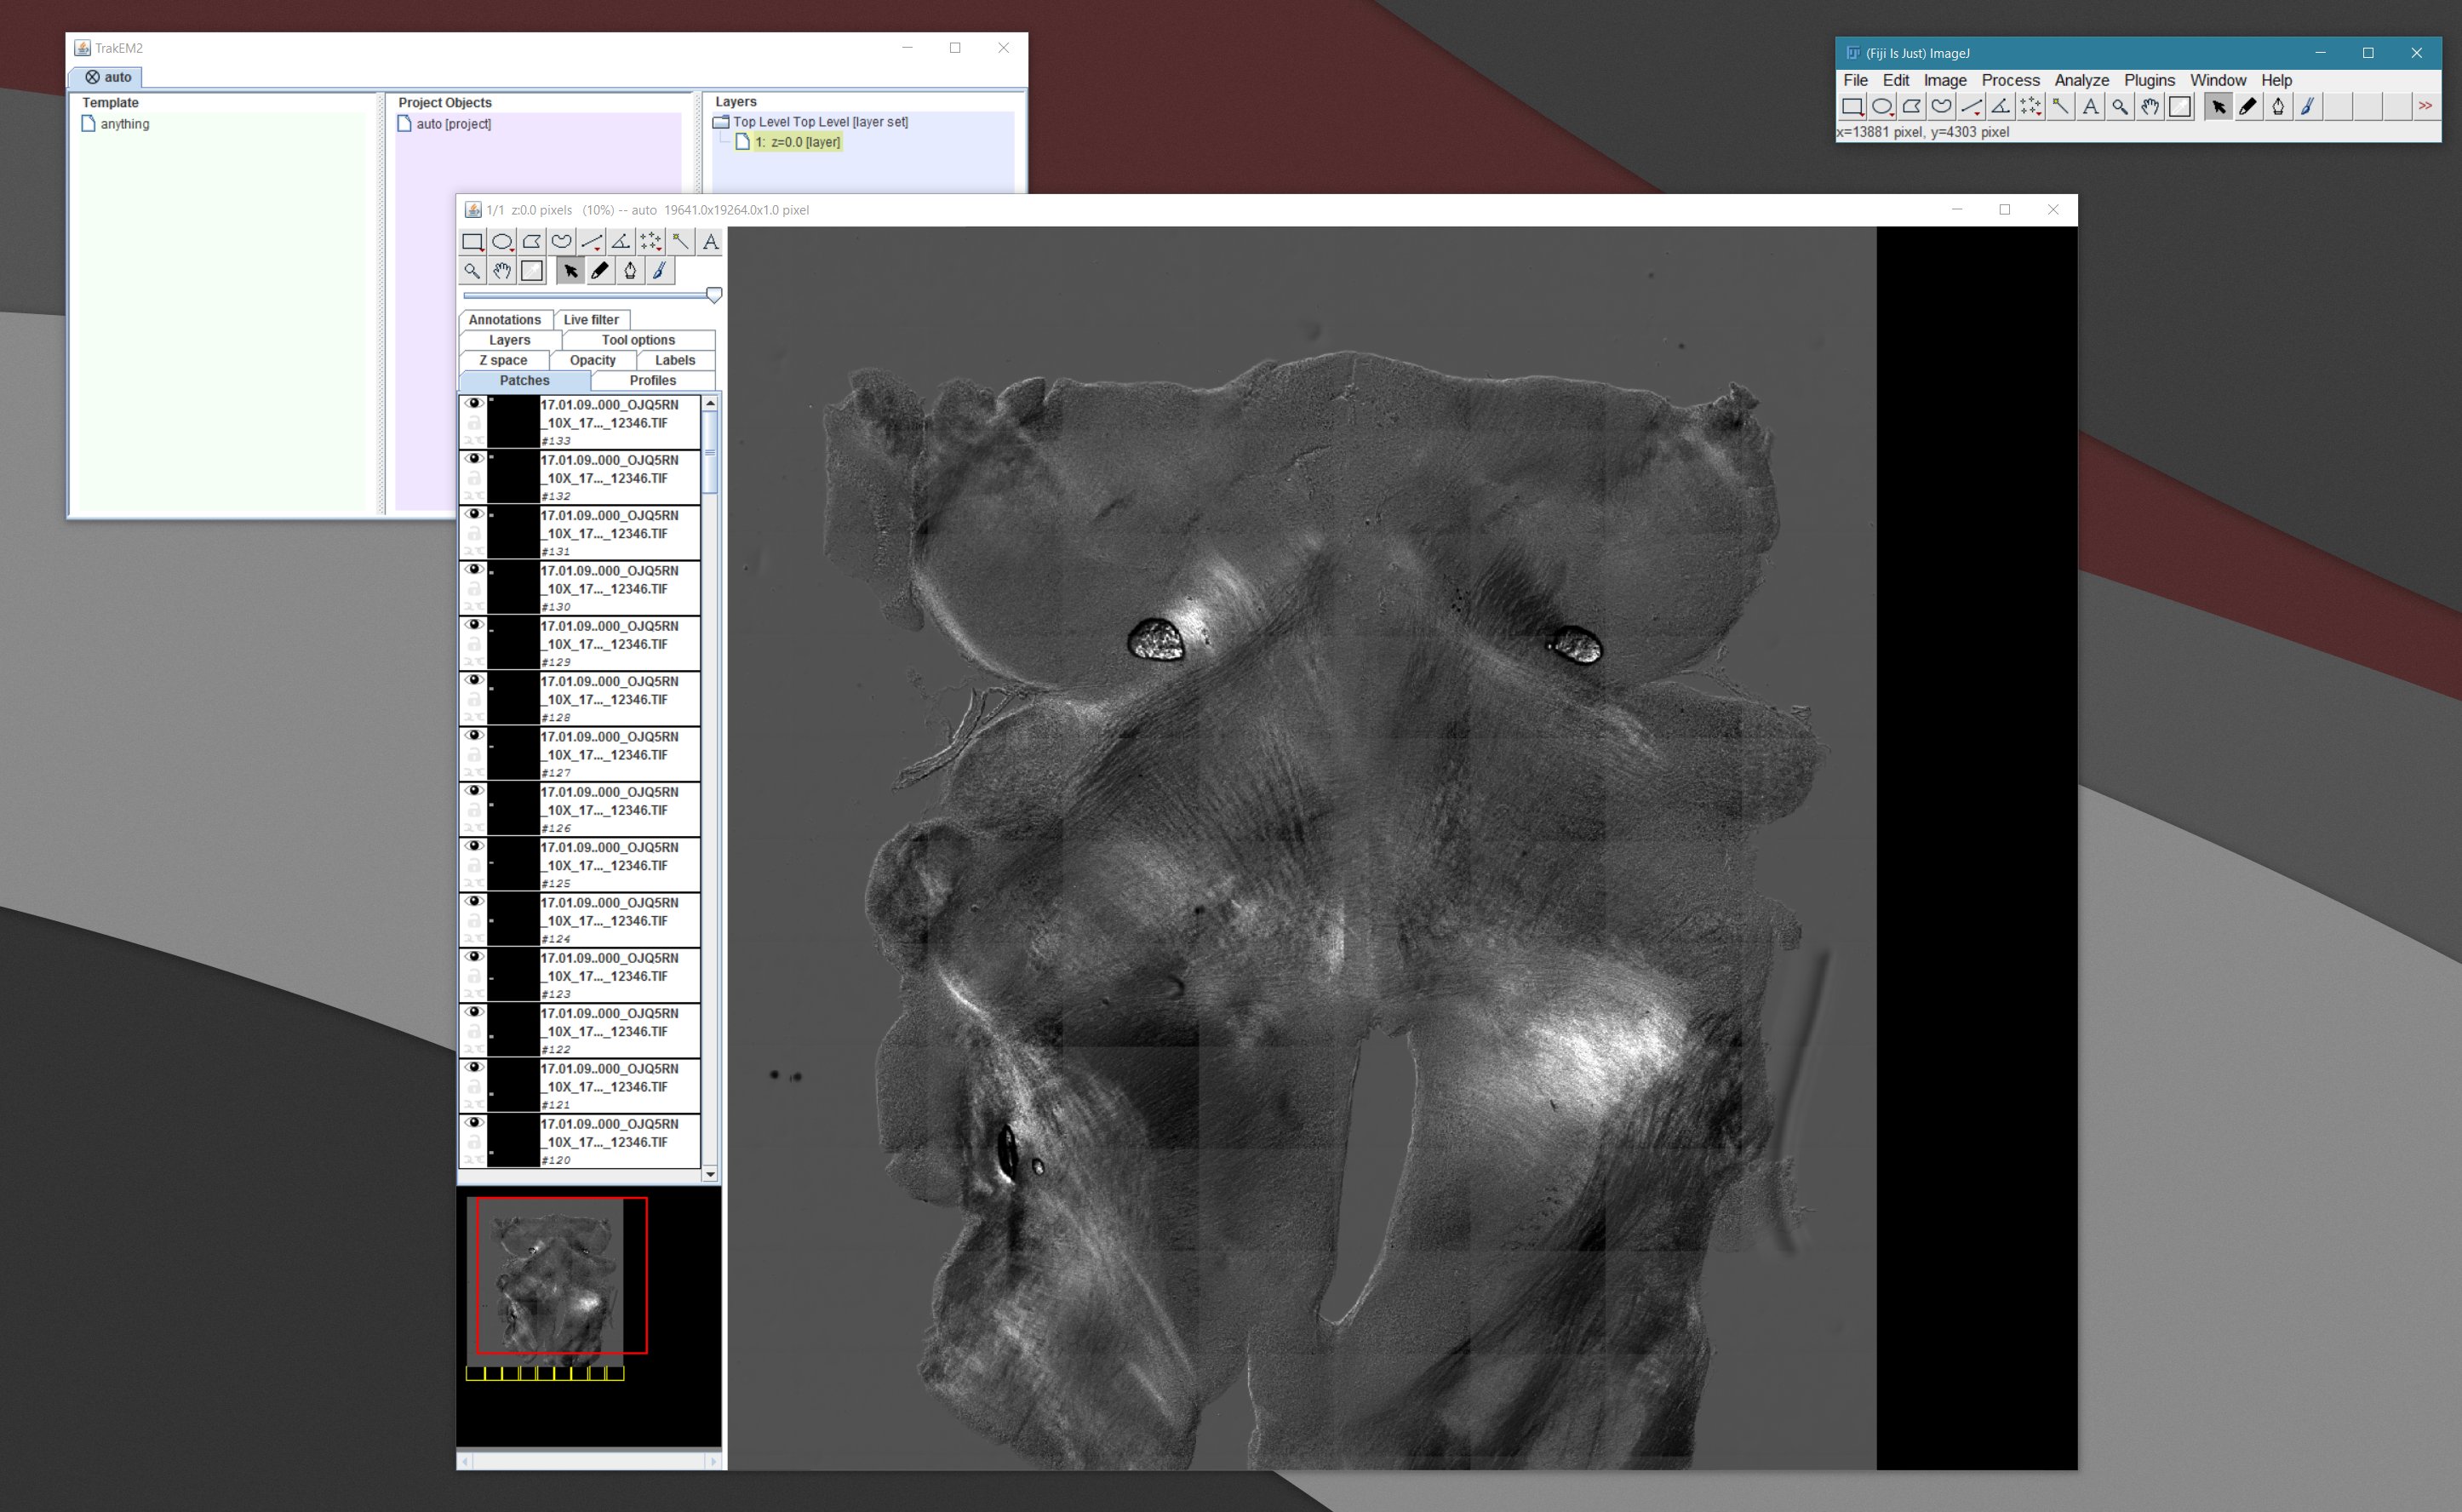 TrakEM2
auto
Template
anything
Project Objects
auto [project]
Layers
Top Level Top Level [layer set]
1: z=0.0 [layer]
(Fiji Is Just) ImageJ
File Edit Image Process Analyze Plugins Window Help
A
>>
x=13881 pixel, y=4303 pixel
1/1 z:0.0 pixels (10%) -- auto 19641.0x19264.0x1.0 pixel
A
Annotations Live filter
Layers Tool options
Z space Opacity Labels
Patches Profiles
17.01.09..000_OJQ5RN
_10X_17..._12346.TIF
#133
17.01.09..000_OJQ5RN
_10X_17..._12346.TIF
#132
17.01.09..000_OJQ5RN
_10X_17..._12346.TIF
#131
17.01.09..000_OJQ5RN
_10X_17..._12346.TIF
#130
17.01.09..000_OJQ5RN
_10X_17..._12346.TIF
#129
17.01.09..000_OJQ5RN
_10X_17..._12346.TIF
#128
17.01.09..000_OJQ5RN
_10X_17..._12346.TIF
#127
17.01.09..000_OJQ5RN
_10X_17..._12346.TIF
#126
17.01.09..000_OJQ5RN
_10X_17..._12346.TIF
#125
17.01.09..000_OJQ5RN
_10X_17..._12346.TIF
#124
17.01.09..000_OJQ5RN
_10X_17..._12346.TIF
#123
17.01.09..000_OJQ5RN
_10X_17..._12346.TIF
#122
17.01.09..000_OJQ5RN
_10X_17..._12346.TIF
#121
17.01.09..000_OJQ5RN
_10X_17..._12346.TIF
#120